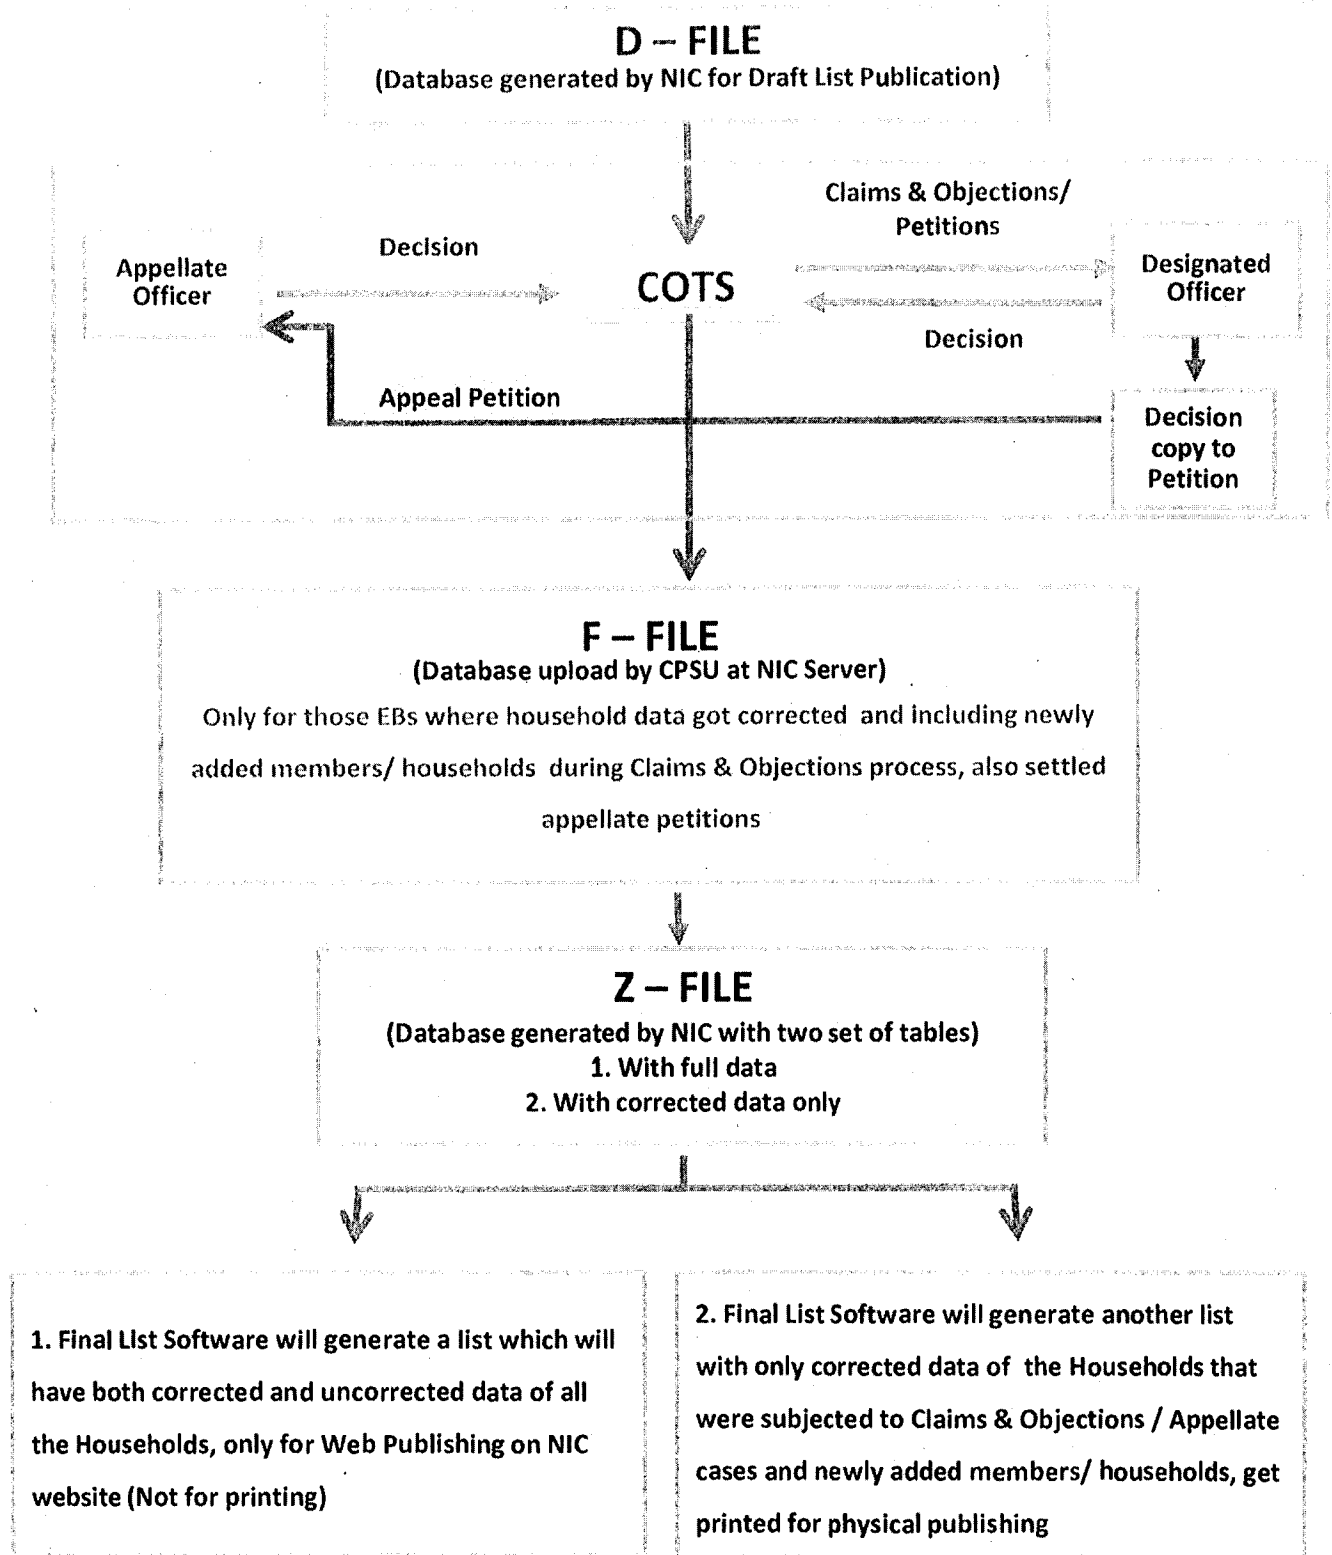 D – FILE
(Database generated by NIC for Draft List Publication)
Claims & Objections/
Petitions
Decision
Appellate
Officer
COTS
Designated
Officer
Decision
Appeal Petition
Decision
copy to
Petition
F – FILE
(Database upload by CPSU at NIC Server)
Only for those EBs where household data got corrected and including newly
added members/ households during Claims & Objections process, also settled
appellate petitions
Z – FILE
(Database generated by NIC with two set of tables)
1. With full data
2. With corrected data only
1. Final List Software will generate a list which will
have both corrected and uncorrected data of all
the Households, only for Web Publishing on NIC
website (Not for printing)
2. Final List Software will generate another list
with only corrected data of the Households that
were subjected to Claims & Objections / Appellate
cases and newly added members/ households, get
printed for physical publishing